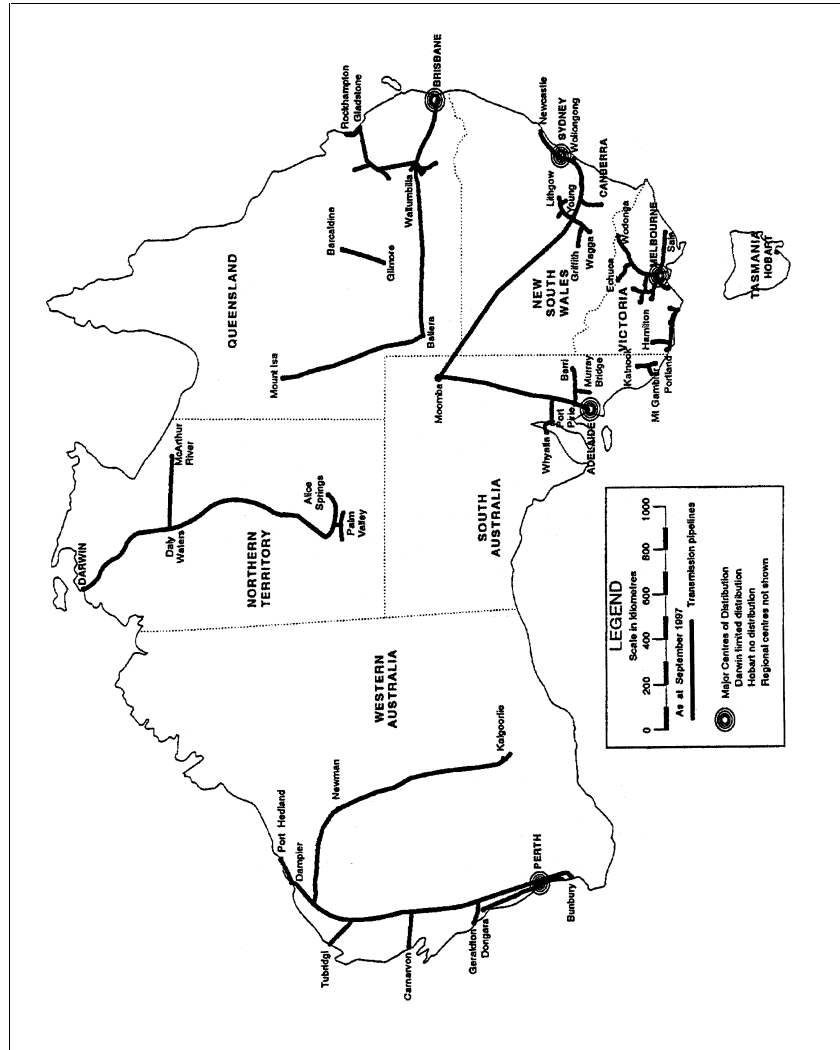 DARWIN
Daly
Waters
McArthur
River
NORTHERN
TERRITORY
Alice
Springs
Palm
Valley
QUEENSLAND
Mount Isa
Ballera
Barcaldine
Gilmore
Wallumbilla
Rockhampton
Gladstone
BRISBANE
WESTERN
AUSTRALIA
Port Hedland
Dampier
Newman
Kalgoorlie
Tubridgi
Carnarvon
Geraldton
Dongara
PERTH
Bunbury
SOUTH
AUSTRALIA
Moomba
Whyalla
Port
Pirie
Berri
Murray
Bridge
ADELAIDE
Katnook
Mt Gambier
Portland
NEW
SOUTH
WALES
Newcastle
SYDNEY
Wollongong
Lithgow
Young
CANBERRA
Griffith
Wagga
VICTORIA
Wodonga
Echuca
MELBOURNE
Sale
Hamilton
TASMANIA
HOBART
LEGEND
Scale in kilometres
0 200 400 600 800 1000
As at September 1997 Transmission pipelines
Major Centres of Distribution
Darwin limited distribution
Hobart no distribution
Regional centres not shown